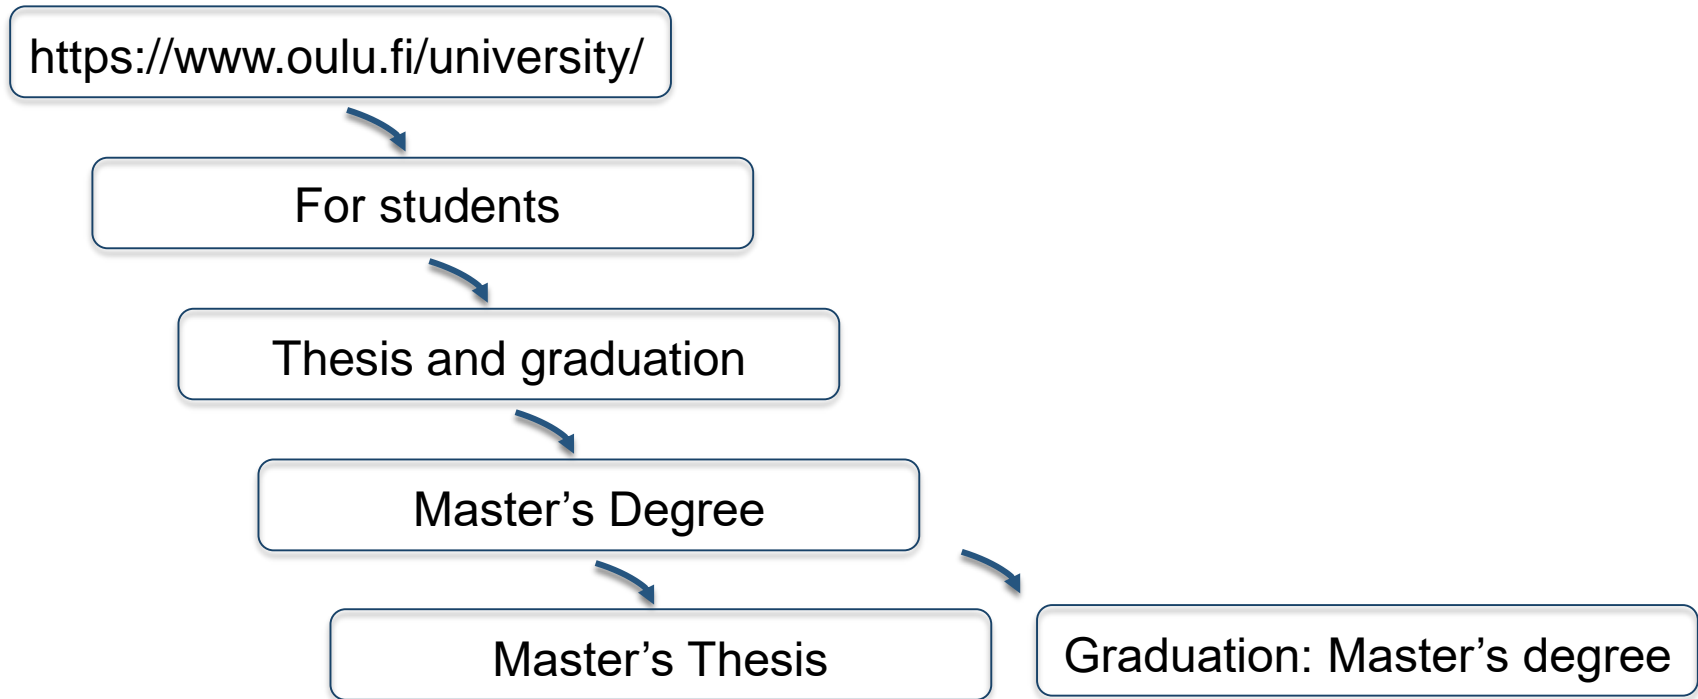 https://www.oulu.fi/university/
For students
Thesis and graduation
Master’s Degree
Master’s Thesis
Graduation: Master’s degree